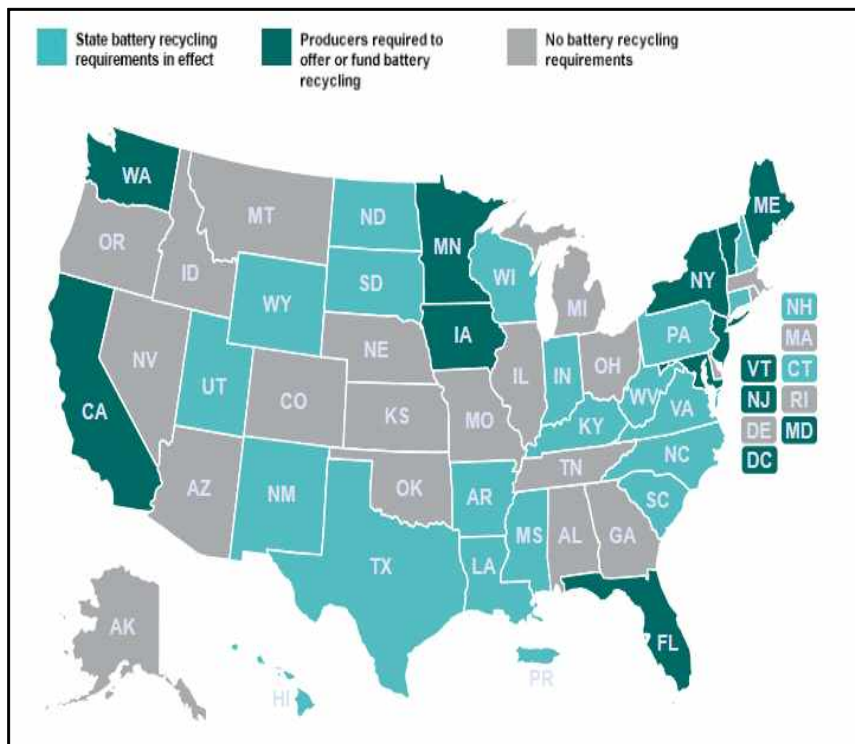 State battery recycling
requirements in effect
Producers required to
offer or fund battery
recycling
No battery recycling
requirements
WA
ME
MT
ND
OR
MN
ID
WI
NY
SD
WY
MI
NH
PA
MA
IA
NE
NV
OH
IL
IN
VT
CT
UT
WV
CO
VA
NJ
RI
CA
KS
MO
KY
DE
MD
NC
TN
DC
AZ
OK
NM
AR
SC
MS
AL
GA
TX
LA
AK
FL
PR
HI